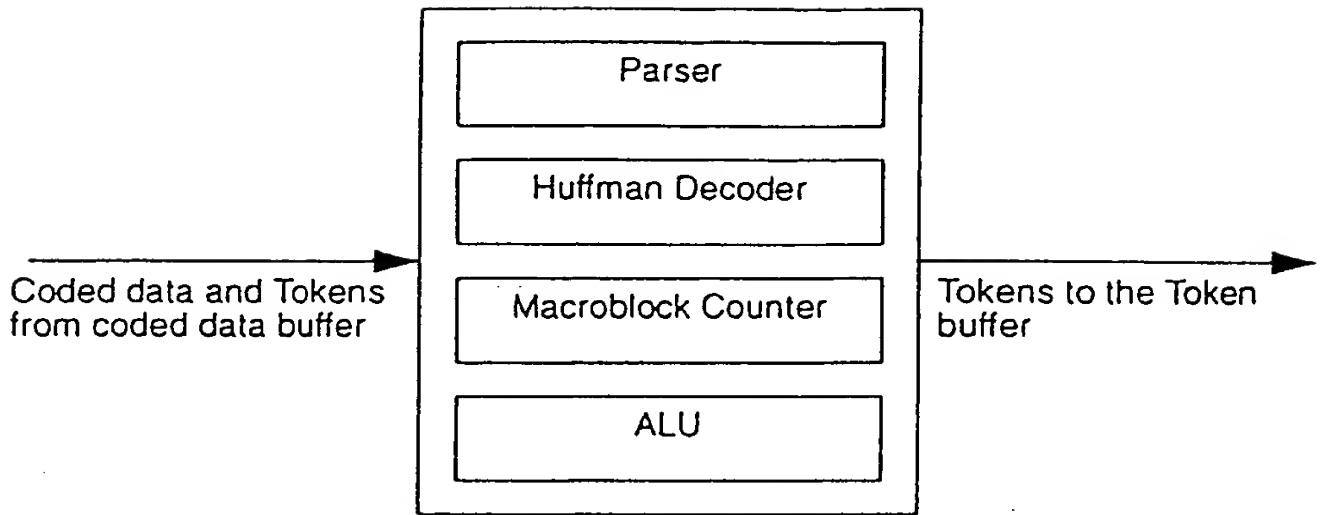 Parser
Huffman Decoder
Macroblock Counter
ALU
Coded data and Tokens
from coded data buffer
Tokens to the Token
buffer